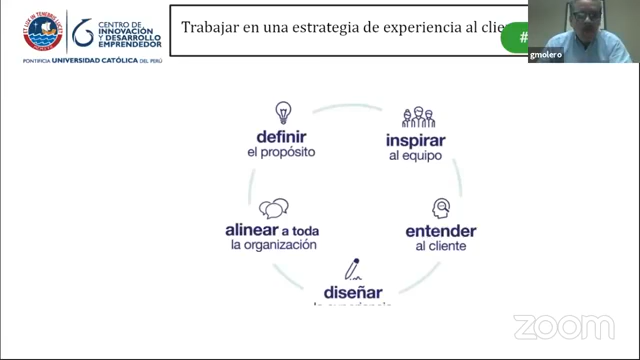 Trabajar en una estrategia de experiencia al
#
gmolero
CENTRO DE
INNOVACIÓN
Y DESARROLLO
EMPRENDEDOR
PONTIFICIA UNIVERSIDAD CATÓLICA DEL PERÚ
definir
el propósito
inspirar
al equipo
alinear a toda
la organización
entender
al cliente
diseñar
zoom